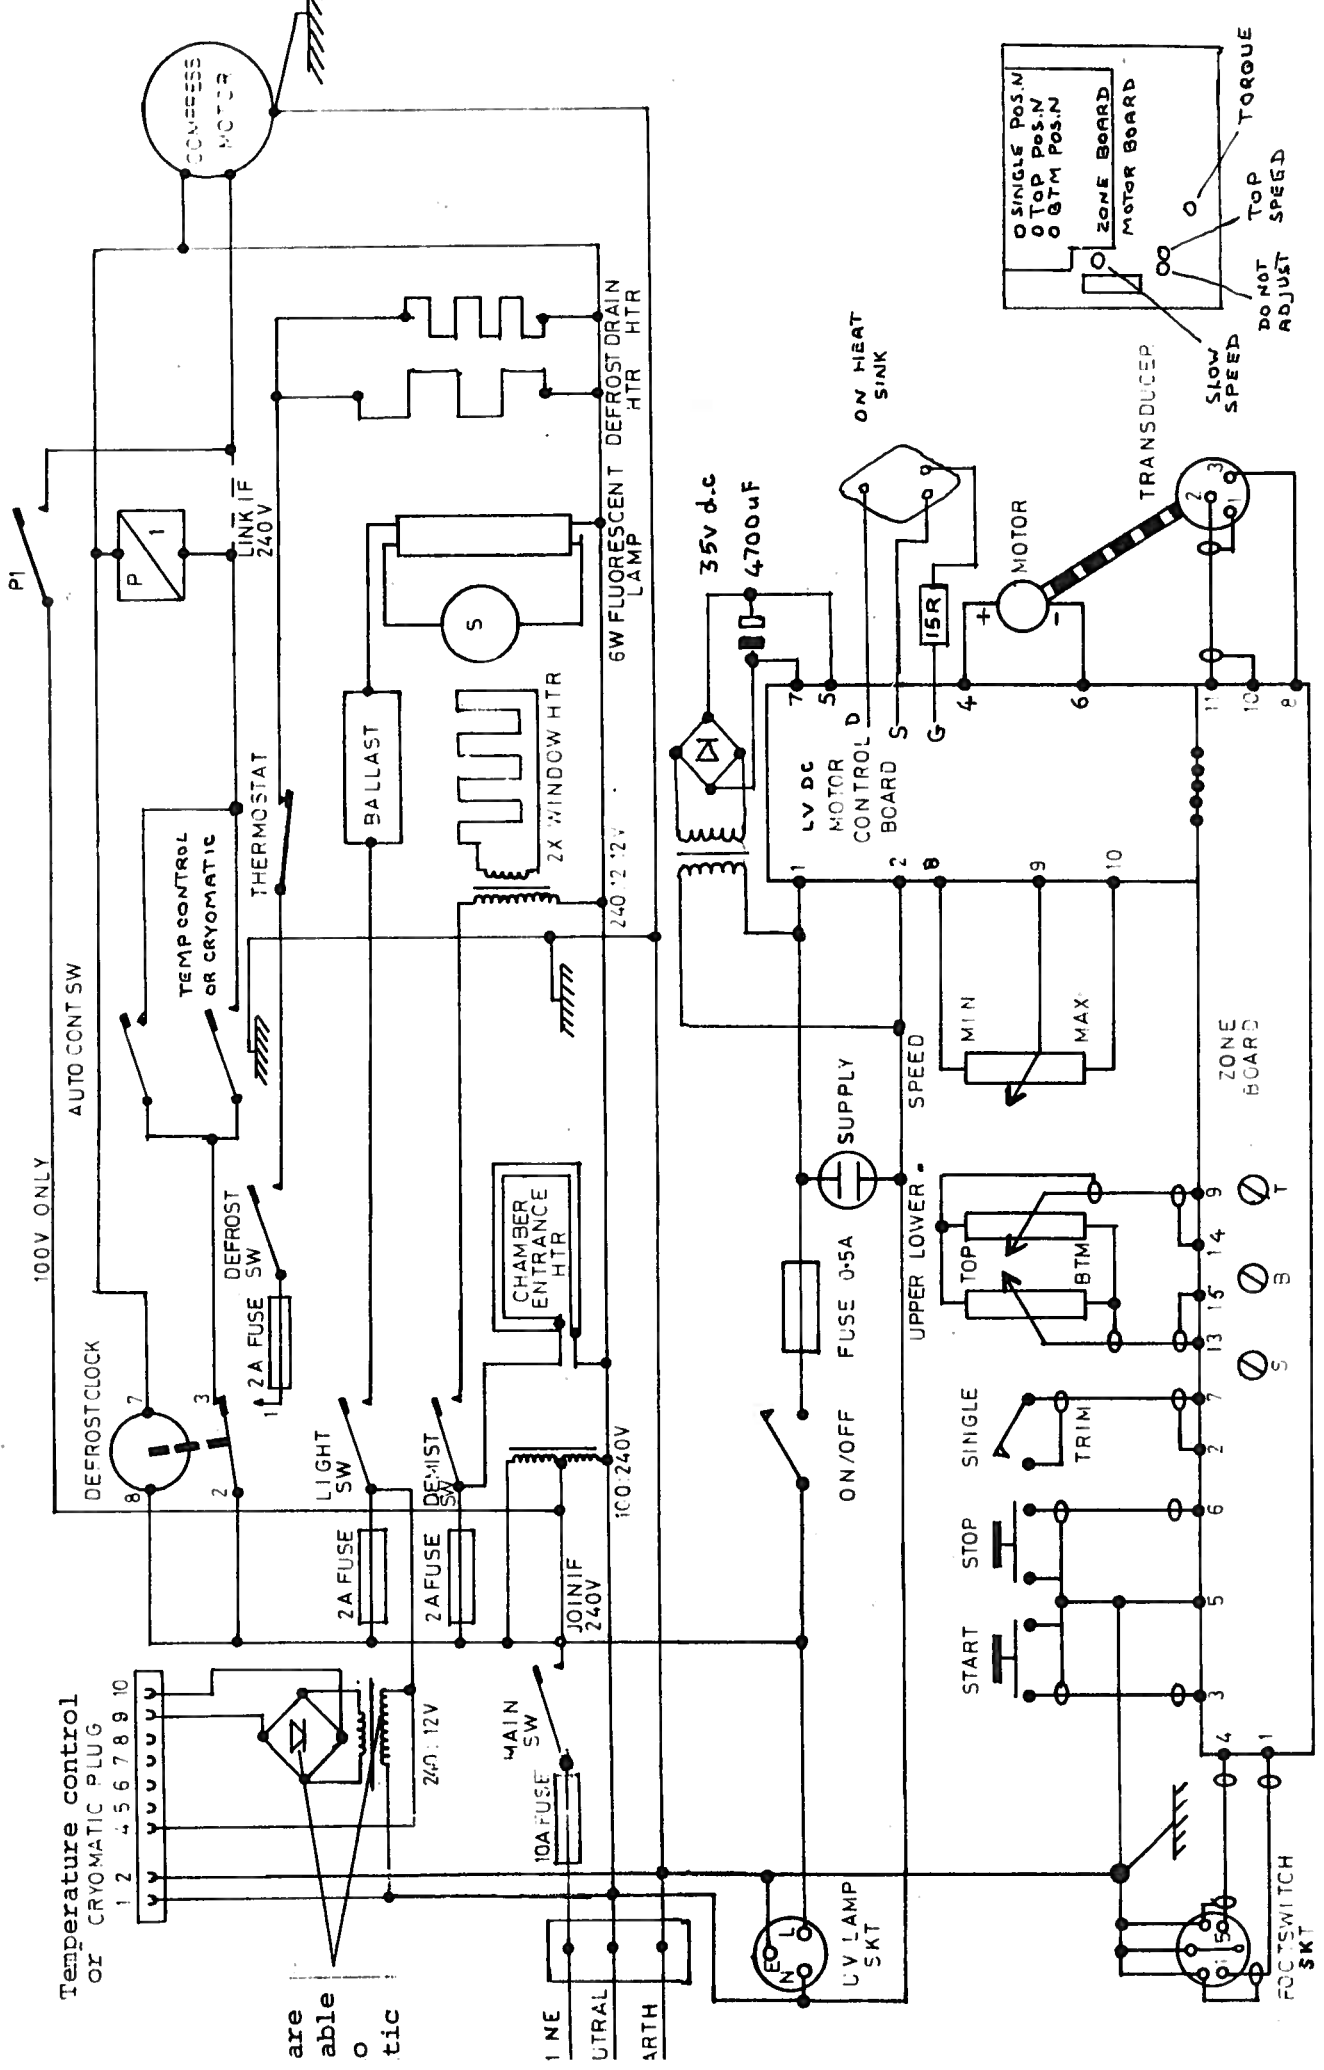 Temperature control
or CRYOMATIC PLUG
1 2 4 5 6 7 8 9 10
are
able
o
tic
240:12V
INE
UTRAL
ARTH
10A FUSE
MAIN
SW
JOIN IF
240V
2A FUSE
2A FUSE
LIGHT
SW
DEMIST
SW
100:240V
DEFROST CLOCK
8
7
2
3
1
2A FUSE
DEFROST
SW
CHAMBER
ENTRANCE
HTR
100V ONLY
AUTO CONT SW
TEMP CONTROL
OR CRYOMATIC
THERMOSTAT
BALLAST
2X WINDOW HTR
240:12 12V
S
6W FLUORESCENT
LAMP
DEFROST
HTR
DRAIN
HTR
P1
P
1
LINK IF
240V
COMPRESS
MOTOR
UV LAMP
SKT
E
N
L
ON/OFF
FUSE 0·5A
SUPPLY
FOOTSWITCH
SKT
1
5
START
STOP
SINGLE
TRIM
UPPER LOWER.
TOP
BTM
SPEED
MIN
MAX
4
1
3
5
6
2
7
13
15
14
9
S
B
T
ZONE
BOARD
1
2
8
9
10
LV DC
MOTOR
CONTROL
BOARD
7
5
D
S
G
4
6
11
10
8
35V d.c
4700uF
15R
ON HEAT
SINK
MOTOR
+
-
TRANSDUCER
2
3
1
O SINGLE POS.N
O TOP POS.N
O BTM POS.N
ZONE BOARD
MOTOR BOARD
SLOW
SPEED
DO NOT
ADJUST
TOP
SPEED
TORQUE